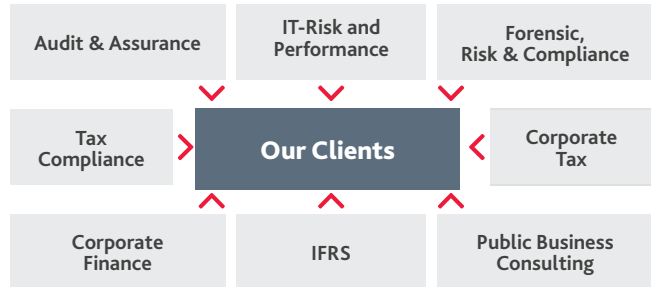 Audit & Assurance
IT-Risk and
Performance
Forensic,
Risk & Compliance
Tax
Compliance
Our Clients
Corporate
Tax
Corporate
Finance
IFRS
Public Business
Consulting